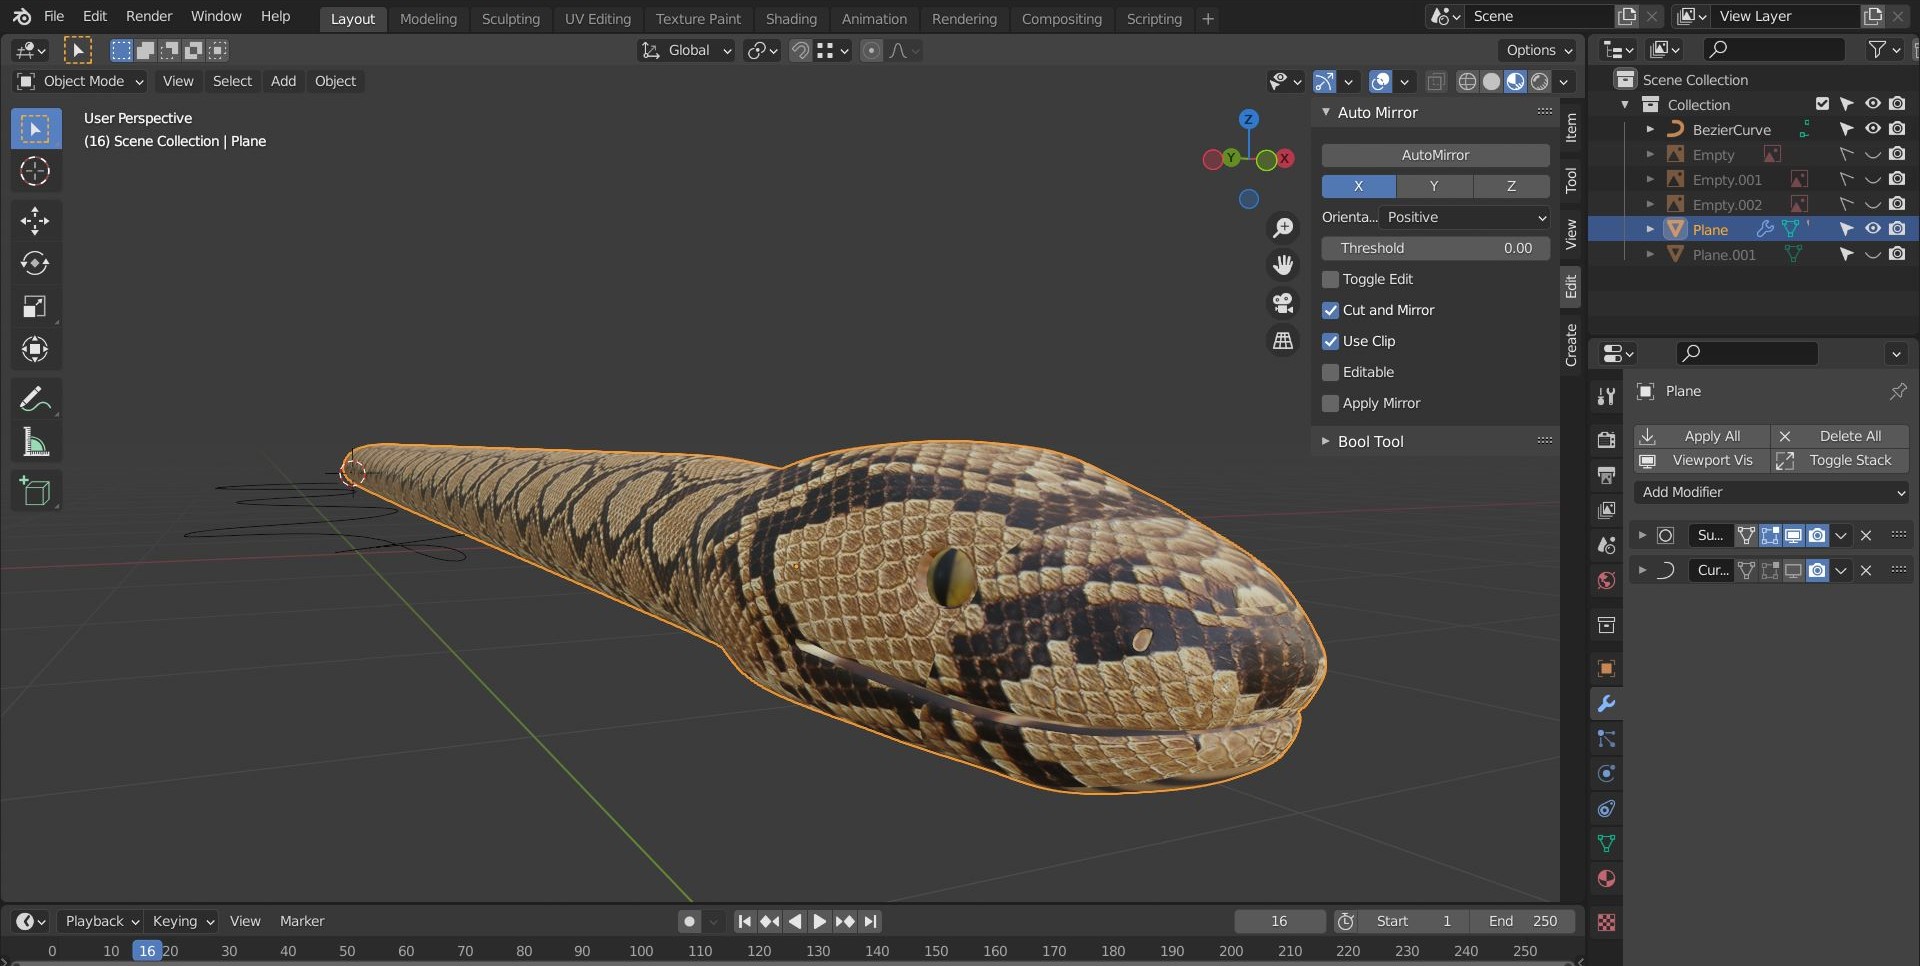 File Edit Render Window Help Layout Modeling Sculpting UV Editing Texture Paint Shading Animation Rendering Compositing Scripting + Scene View Layer
Global Options
Object Mode View Select Add Object
User Perspective
(16) Scene Collection | Plane
Z
Y
X
Auto Mirror
AutoMirror
X Y Z
Orienta... Positive
Threshold 0.00
Toggle Edit
Cut and Mirror
Use Clip
Editable
Apply Mirror
Bool Tool
Item
Tool
View
Edit
Create
Scene Collection
Collection
BezierCurve
Empty
Empty.001
Empty.002
Plane
Plane.001
Plane
Apply All Delete All
Viewport Vis Toggle Stack
Add Modifier
Su...
Cur...
Playback Keying View Marker 16 Start 1 End 250
0 10 16 20 30 40 50 60 70 80 90 100 110 120 130 140 150 160 170 180 190 200 210 220 230 240 250